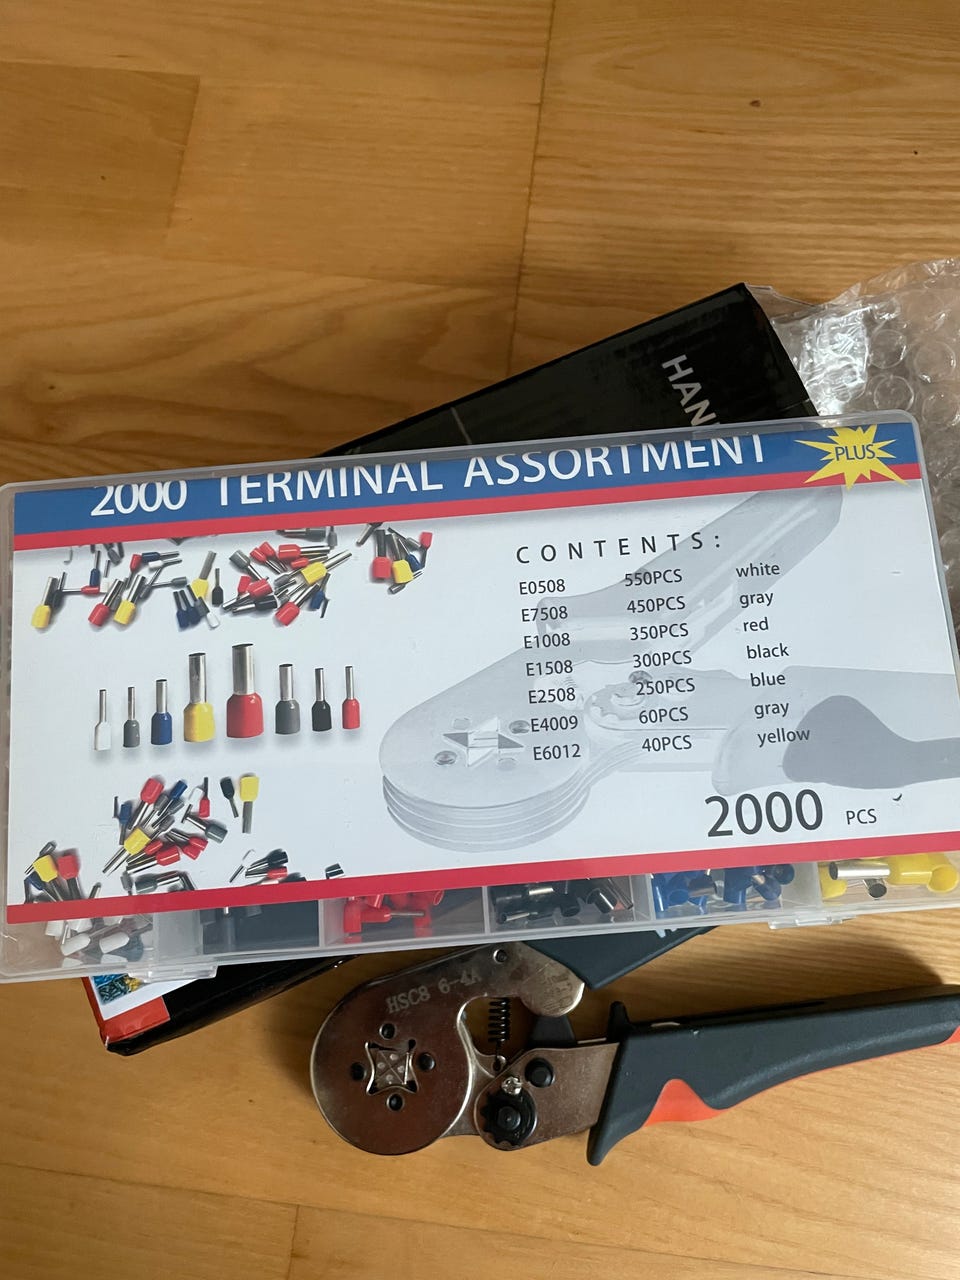 HAN
2000 TERMINAL ASSORTMENT
PLUS
CONTENTS:
E0508 550PCS white
E7508 450PCS gray
E1008 350PCS red
E1508 300PCS black
E2508 250PCS blue
E4009 60PCS gray
E6012 40PCS yellow
2000 PCS
HSC8 6-4A